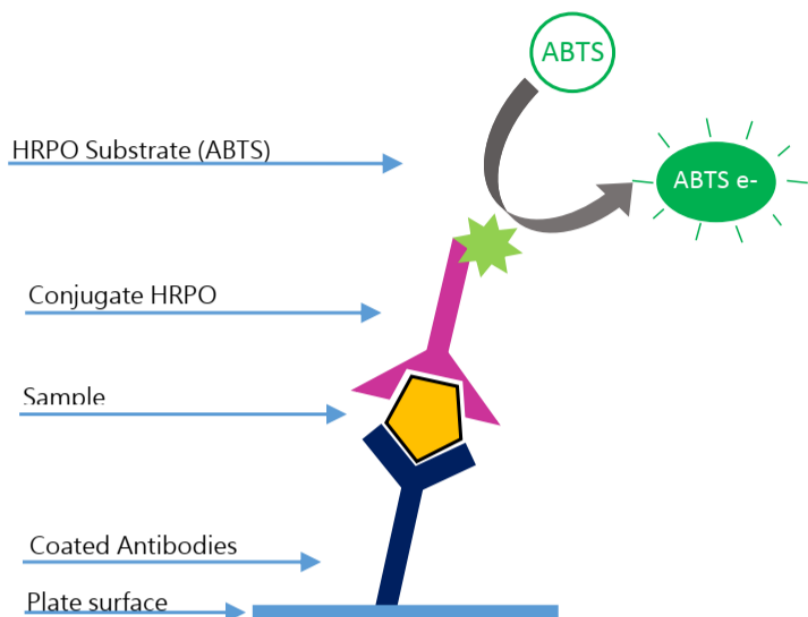 ABTS
HRPO Substrate (ABTS)
ABTS e-
Conjugate HRPO
Sample
Coated Antibodies
Plate surface